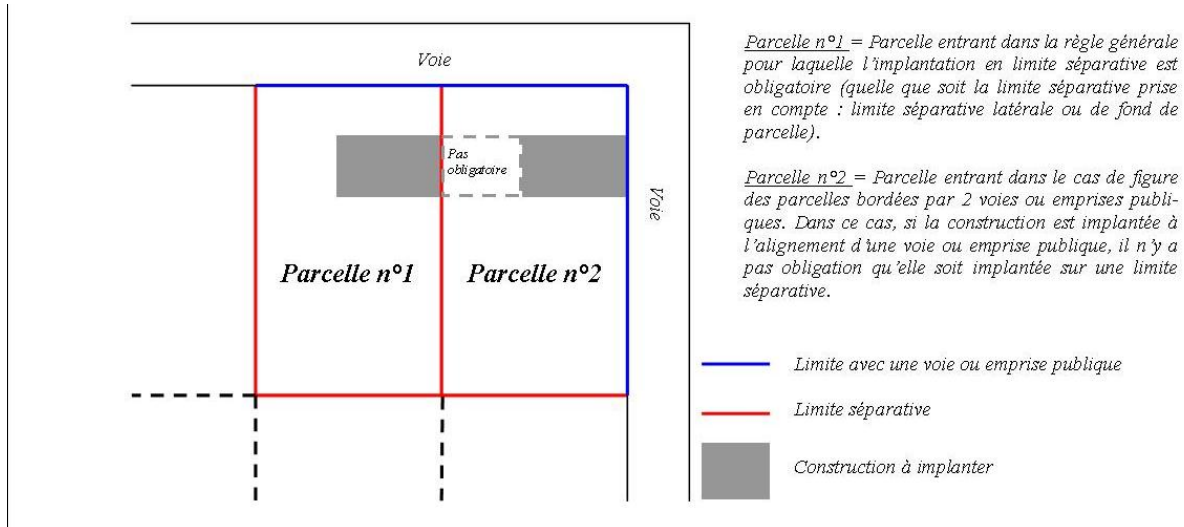 Voie
Pas
obligatoire
Voie
Parcelle n°1
Parcelle n°2
Parcelle n°1 = Parcelle entrant dans la règle générale
pour laquelle l'implantation en limite séparative est
obligatoire (quelle que soit la limite séparative prise
en compte : limite séparative latérale ou de fond de
parcelle).
Parcelle n°2 = Parcelle entrant dans le cas de figure
des parcelles bordées par 2 voies ou emprises publi-
ques. Dans ce cas, si la construction est implantée à
l'alignement d'une voie ou emprise publique, il n'y a
pas obligation qu'elle soit implantée sur une limite
séparative.
Limite avec une voie ou emprise publique
Limite séparative
Construction à implanter